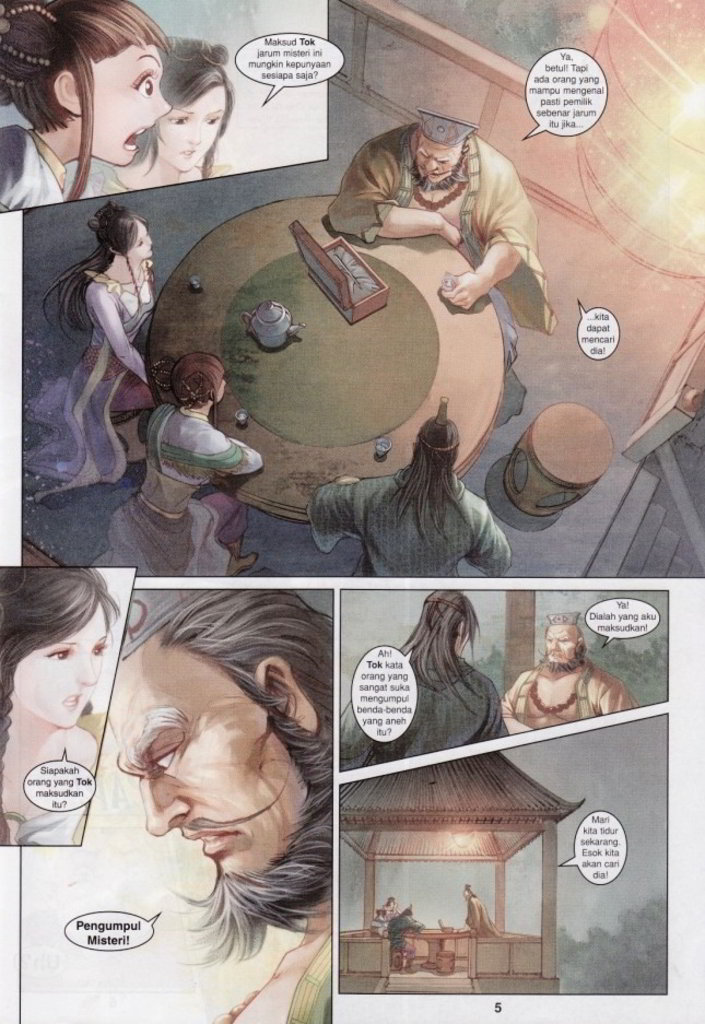 Maksud Tok
jarum misteri ini
mungkin kepunyaan
sesiapa saja?
Ya,
betul! Tapi
ada orang yang
mampu mengenal
pasti pemilik
sebenar jarum
itu jika...
...kita
dapat
mencari
dia!
Siapakah
orang yang Tok
maksudkan
itu?
Pengumpul
Misteri!
Ah!
Tok kata
orang yang
sangat suka
mengumpul
benda-benda
yang aneh
itu?
Ya!
Dialah yang aku
maksudkan!
Mari
kita tidur
sekarang.
Esok kita
akan cari
dia!
5